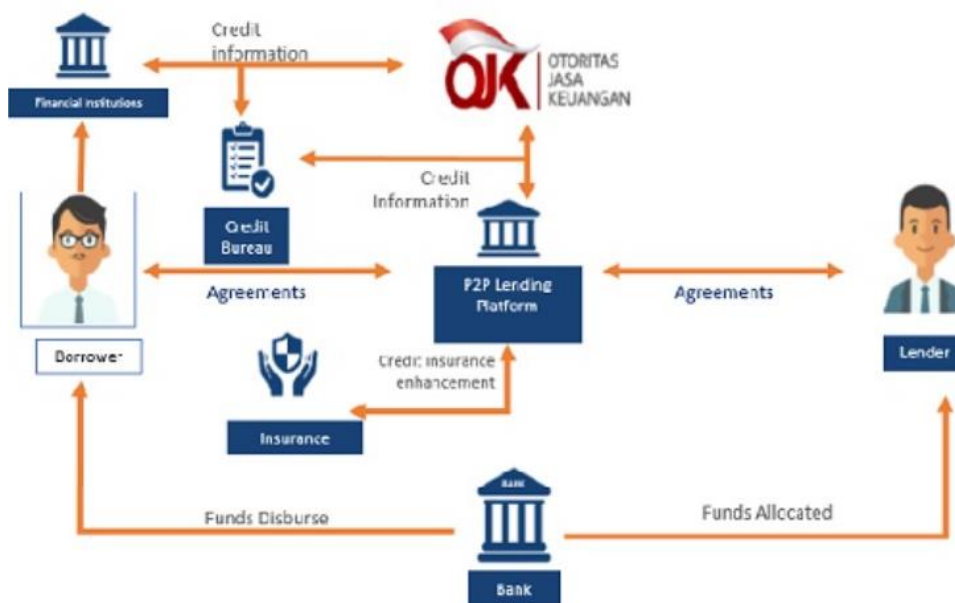 Credit
information
OJK
OTORITAS
JASA
KEUANGAN
Financial Institutions
Credit
Information
Credit
Bureau
Agreements
P2P Lending
Platform
Agreements
Borrower
Credit insurance
enhancement
Lender
Insurance
BANK
Funds Disburse
Funds Allocated
Bank